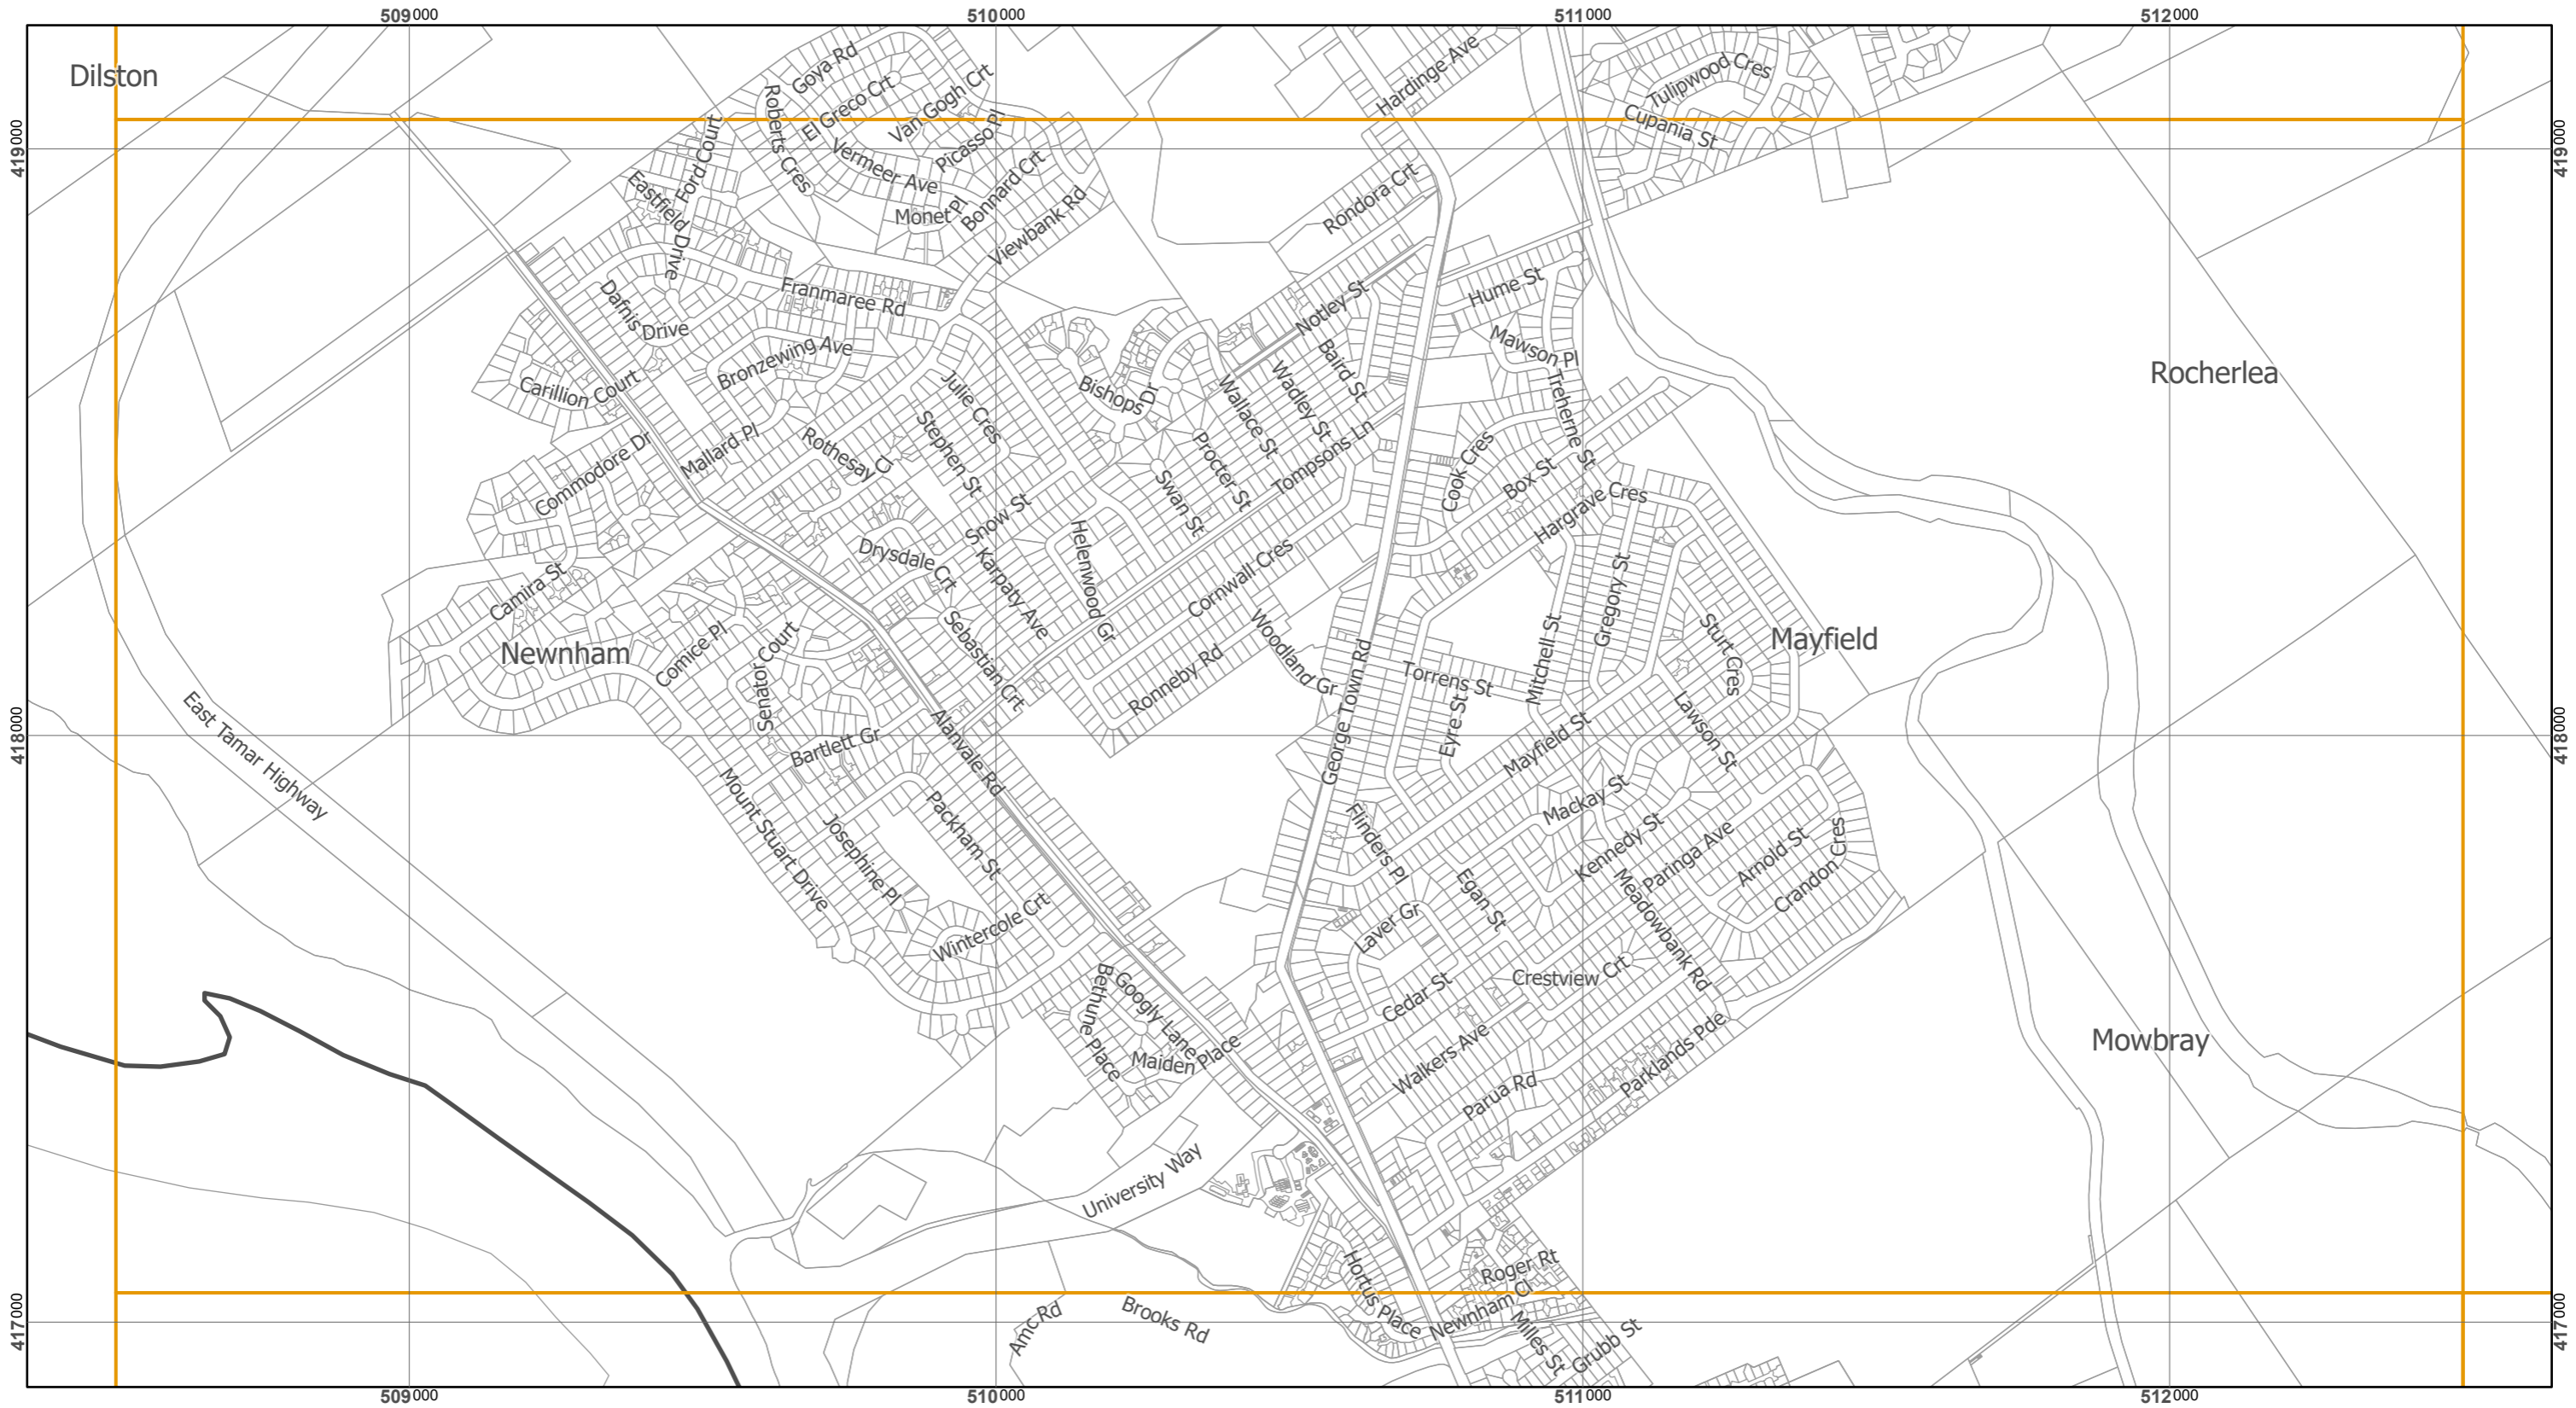 509000
510000
511000
512000
Dilston
Goya Rd
El Greco Crt
Van Gogh Crt
Roberts Cres
Picasso Pl
Vermeer Ave
Hardinge Ave
Tulipwood Cres
Cupania St
419000
419000
Ford Court
Eastfield Drive
Monet Pl
Bonnard Crt
Viewbank Rd
Rondora Crt
Franmaree Rd
Dafnis Drive
Bronzewing Ave
Carillion Court
Notley St
Hume St
Mawson Pl
Baird St
Wadley St
Wallace St
Bishops Dr
Julie Cres
Stephen St
Rothesay Cl
Mallard Pl
Commodore Dr
Treherne St
Rocherlea
Procter St
Tompsons Ln
Swan St
Cook Cres
Box St
Hargrave Cres
Snow St
Drysdale Crt
Karpaty Ave
Helenwood Gr
Cornwall Cres
Camira St
Newnham
Comice Pl
Senator Court
Sebastian Crt
Ronneby Rd
Woodland Gr
George Town Rd
Torrens St
Eyre St
Mitchell St
Gregory St
Sturt Cres
Mayfield
Lawson St
Mayfield St
418000
418000
East Tamar Highway
Bartlett Gr
Alanvale Rd
Mount Stuart Drive
Josephine Pl
Packham St
Wintercole Crt
Flinders Pl
Mackay St
Kennedy St
Paringa Ave
Arnold St
Crandon Cres
Meadowbank Rd
Egan St
Laver Gr
Cedar St
Crestview Crt
Bethune Place
Googly Lane
Maiden Place
Walkers Ave
Parua Rd
Parklands Pde
Mowbray
University Way
Hortus Place
Roger Rt
Newnham Cl
Milles St
Grubb St
Amc Rd
Brooks Rd
417000
417000
509000
510000
511000
512000